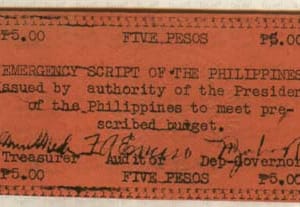 ₱5.00 FIVE PESOS ₱5.00
EMERGENCY SCRIPT OF THE PHILIPPINES
issued by authority of the Presiden
of the Philippines to meet pre-
scribed budget.
Treasurer Auditor Dep-Governor
₱5.00 FIVE PESOS ₱5.00